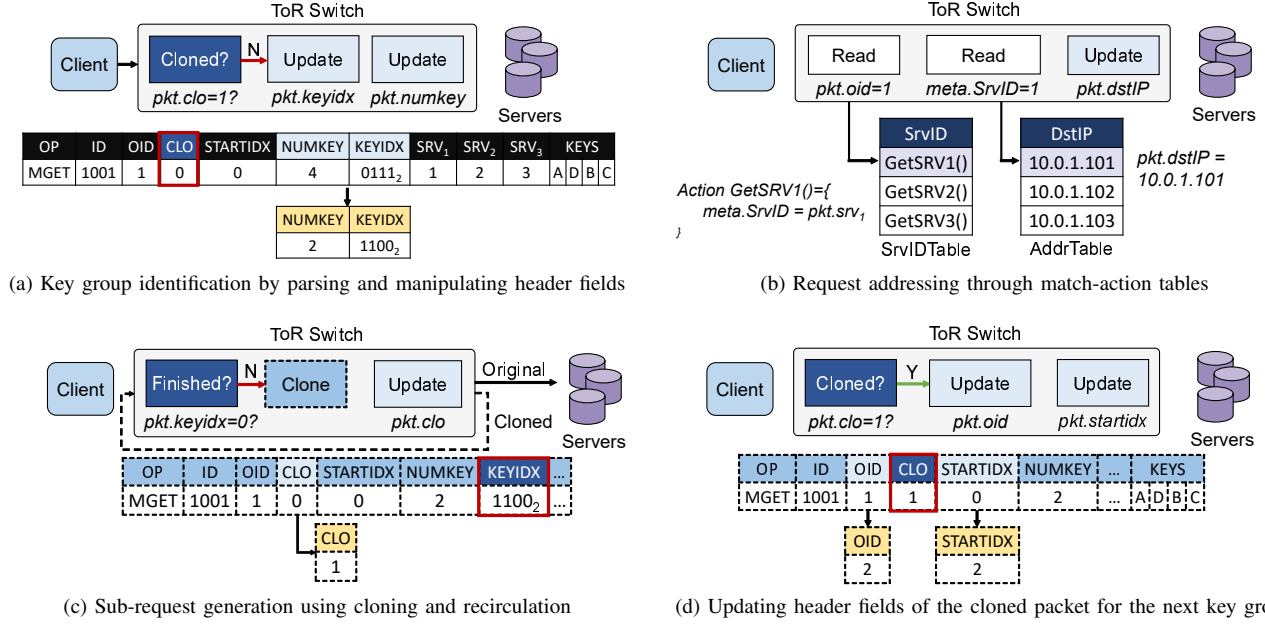 ToR Switch
Client
Cloned?
N
Update
Update
pkt.clo=1?
pkt.keyidx
pkt.numkey
Servers
OP ID OID CLO STARTIDX NUMKEY KEYIDX SRV₁ SRV₂ SRV₃ KEYS
MGET 1001 1 0 0 4 0111₂ 1 2 3 A D B C
NUMKEY KEYIDX
2 1100₂
(a) Key group identification by parsing and manipulating header fields
ToR Switch
Client
Read
Read
Update
pkt.oid=1
meta.SrvID=1
pkt.dstIP
Servers
SrvID
GetSRV1()
GetSRV2()
GetSRV3()
SrvIDTable
DstIP
10.0.1.101
10.0.1.102
10.0.1.103
AddrTable
Action GetSRV1()={
meta.SrvID = pkt.srv₁
}
pkt.dstIP =
10.0.1.101
(b) Request addressing through match-action tables
ToR Switch
Client
Finished?
N
Clone
Update
Original
pkt.keyidx=0?
pkt.clo
Cloned
Servers
OP ID OID CLO STARTIDX NUMKEY KEYIDX ...
MGET 1001 1 0 0 2 1100₂ ...
CLO
1
(c) Sub-request generation using cloning and recirculation
ToR Switch
Client
Cloned?
Y
Update
Update
pkt.clo=1?
pkt.oid
pkt.startidx
Servers
OP ID OID CLO STARTIDX NUMKEY ... KEYS
MGET 1001 1 1 0 2 ... A D B C
OID
2
STARTIDX
2
(d) Updating header fields of the cloned packet for the next key gro